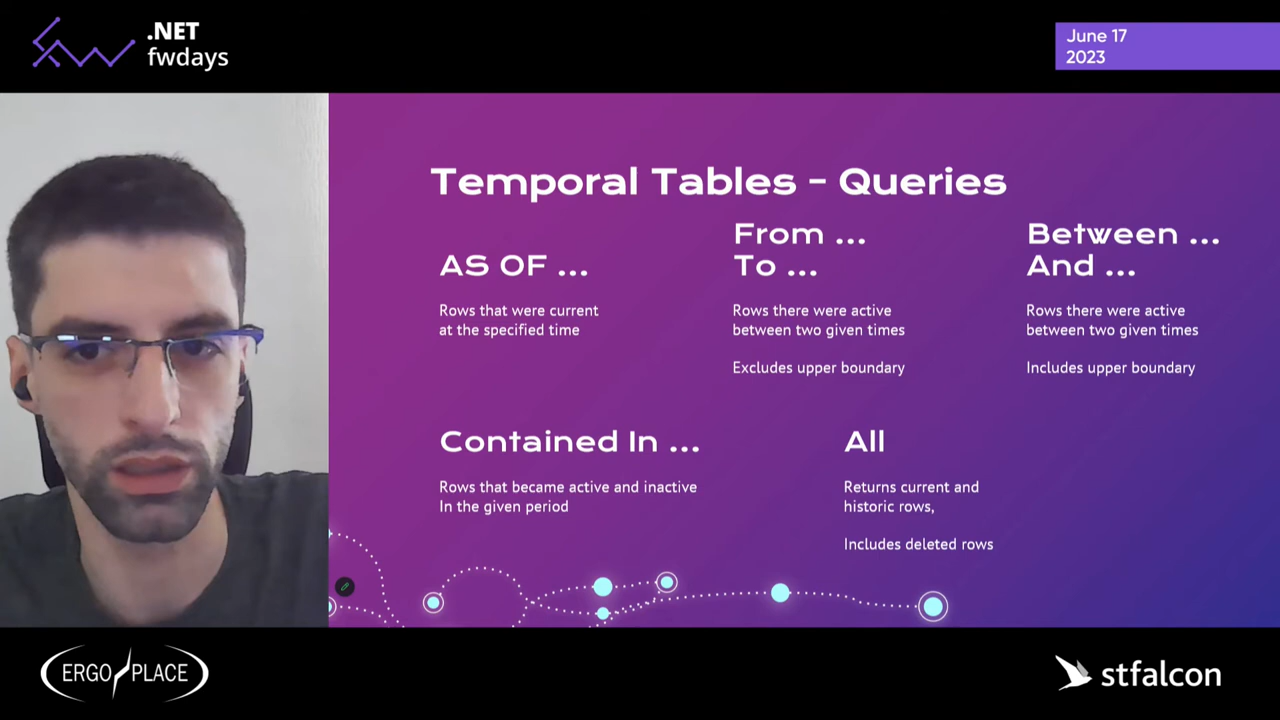 .NET
fwdays
June 17
2023
Temporal Tables - Queries
AS OF ...
Rows that were current
at the specified time
From ...
To ...
Rows there were active
between two given times
Excludes upper boundary
Between ...
And ...
Rows there were active
between two given times
Includes upper boundary
Contained In ...
Rows that became active and inactive
In the given period
All
Returns current and
historic rows,
Includes deleted rows
ERGO PLACE
stfalcon